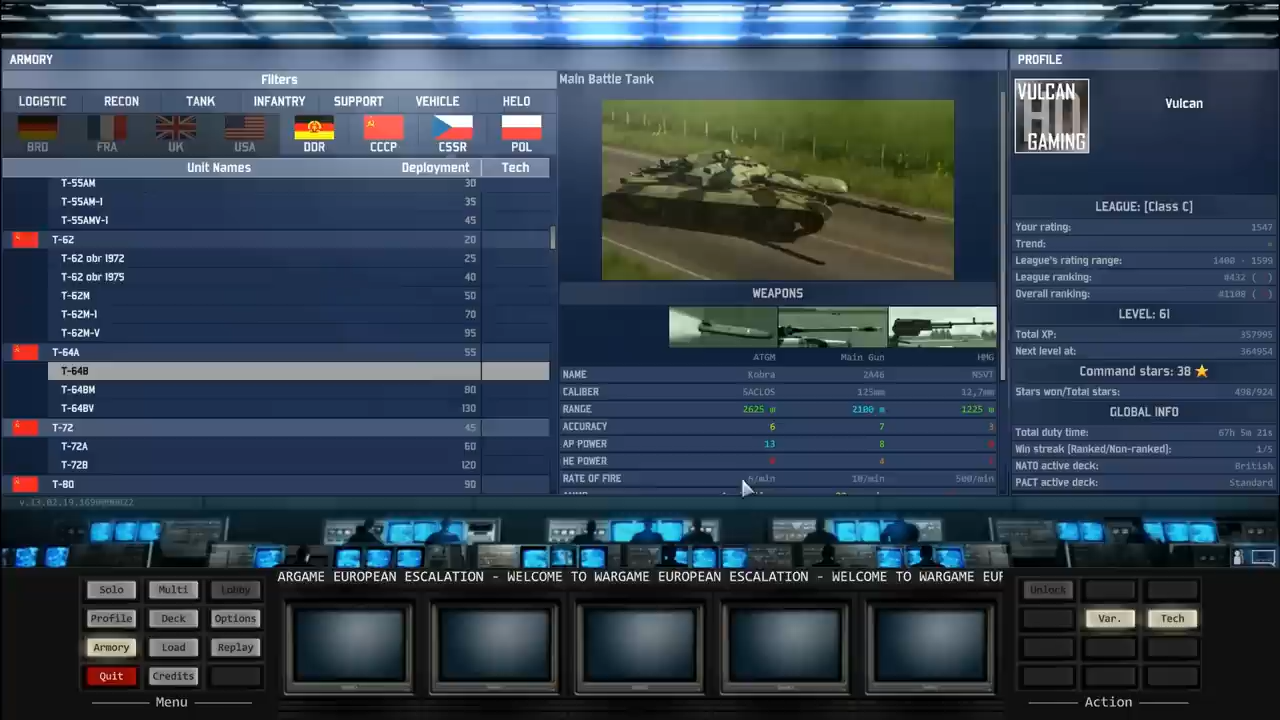 ARMORY
Filters
LOGISTIC RECON TANK INFANTRY SUPPORT VEHICLE HELO
BRD FRA UK USA DDR CCCP CSSR POL
Unit Names Deployment Tech
T-55AM 30
T-55AM-1 35
T-55AMV-1 45
T-62 20
T-62 obr 1972 25
T-62 obr 1975 40
T-62M 50
T-62M-1 70
T-62M-V 95
T-64A 55
T-64B
T-64BM 80
T-64BV 130
T-72 45
T-72A 60
T-72B 120
T-80 90
Main Battle Tank
WEAPONS
ATGM Main Gun HMG
NAME Kobra 2A46 NSVT
CALIBER SACLOS 125mm 12,7mm
RANGE 2625 m 2100 m 1225 m
ACCURACY 6 7 3
AP POWER 13 8
HE POWER 4
RATE OF FIRE /min 10/min 500/min
PROFILE
VULCAN
HD
GAMING
Vulcan
LEAGUE: [Class C]
Your rating: 1547
Trend: =
League's rating range: 1400 - 1599
League ranking: #432 ( )
Overall ranking: #1108 ( )
LEVEL: 61
Total XP: 357995
Next level at: 364954
Command stars: 38
Stars won/Total stars: 498/924
GLOBAL INFO
Total duty time: 67h 5m 21s
Win streak [Ranked/Non-ranked]: 1/5
NATO active deck: British
PACT active deck: Standard
ARGAME EUROPEAN ESCALATION - WELCOME TO WARGAME EUROPEAN ESCALATION - WELCOME TO WARGAME EUR
Solo Multi Lobby
Profile Deck Options
Armory Load Replay
Quit Credits
Menu
Unlock
Var. Tech
Action